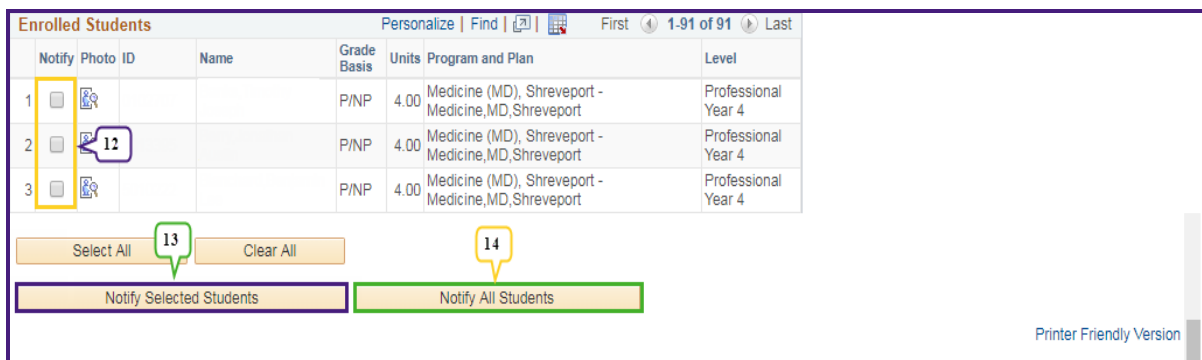 Enrolled Students Personalize | Find | | First 1-91 of 91 Last
Notify Photo ID Name Grade Basis Units Program and Plan Level
1 P/NP 4.00 Medicine (MD), Shreveport - Medicine,MD,Shreveport Professional Year 4
2 12 P/NP 4.00 Medicine (MD), Shreveport - Medicine,MD,Shreveport Professional Year 4
3 P/NP 4.00 Medicine (MD), Shreveport - Medicine,MD,Shreveport Professional Year 4
Select All 13 Clear All 14
Notify Selected Students Notify All Students
Printer Friendly Version